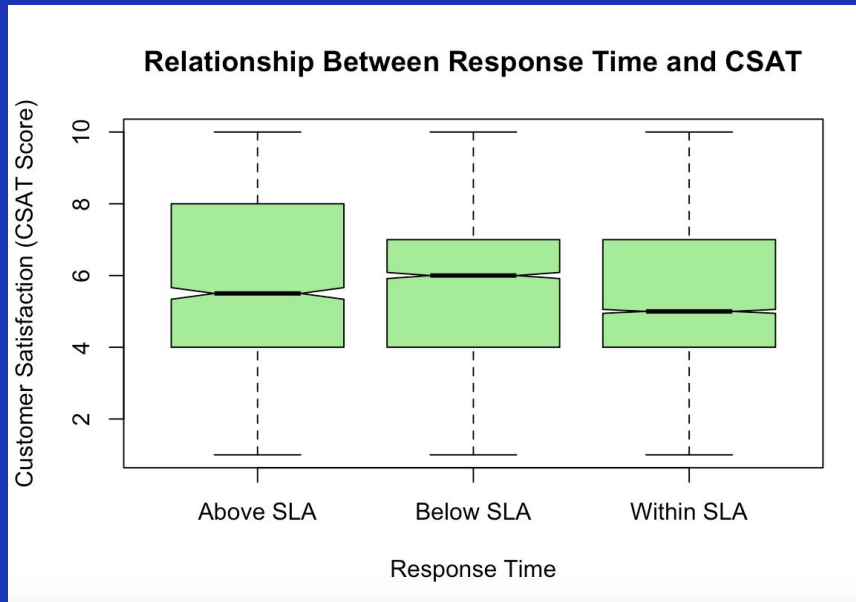 Relationship Between Response Time and CSAT
Customer Satisfaction (CSAT Score)
10
8
6
4
2
Above SLA Below SLA Within SLA
Response Time